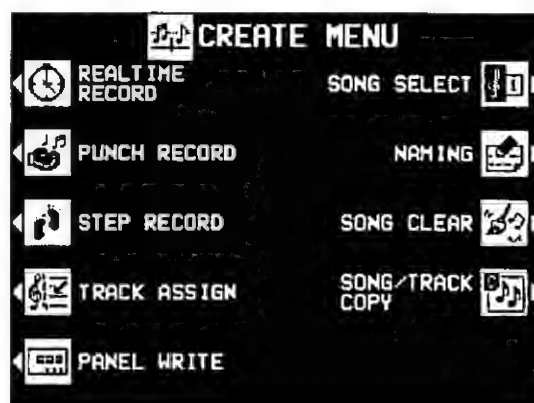 CREATE MENU
REALTIME
RECORD
PUNCH RECORD
STEP RECORD
TRACK ASSIGN
PANEL WRITE
SONG SELECT
NAMING
SONG CLEAR
SONG/TRACK
COPY